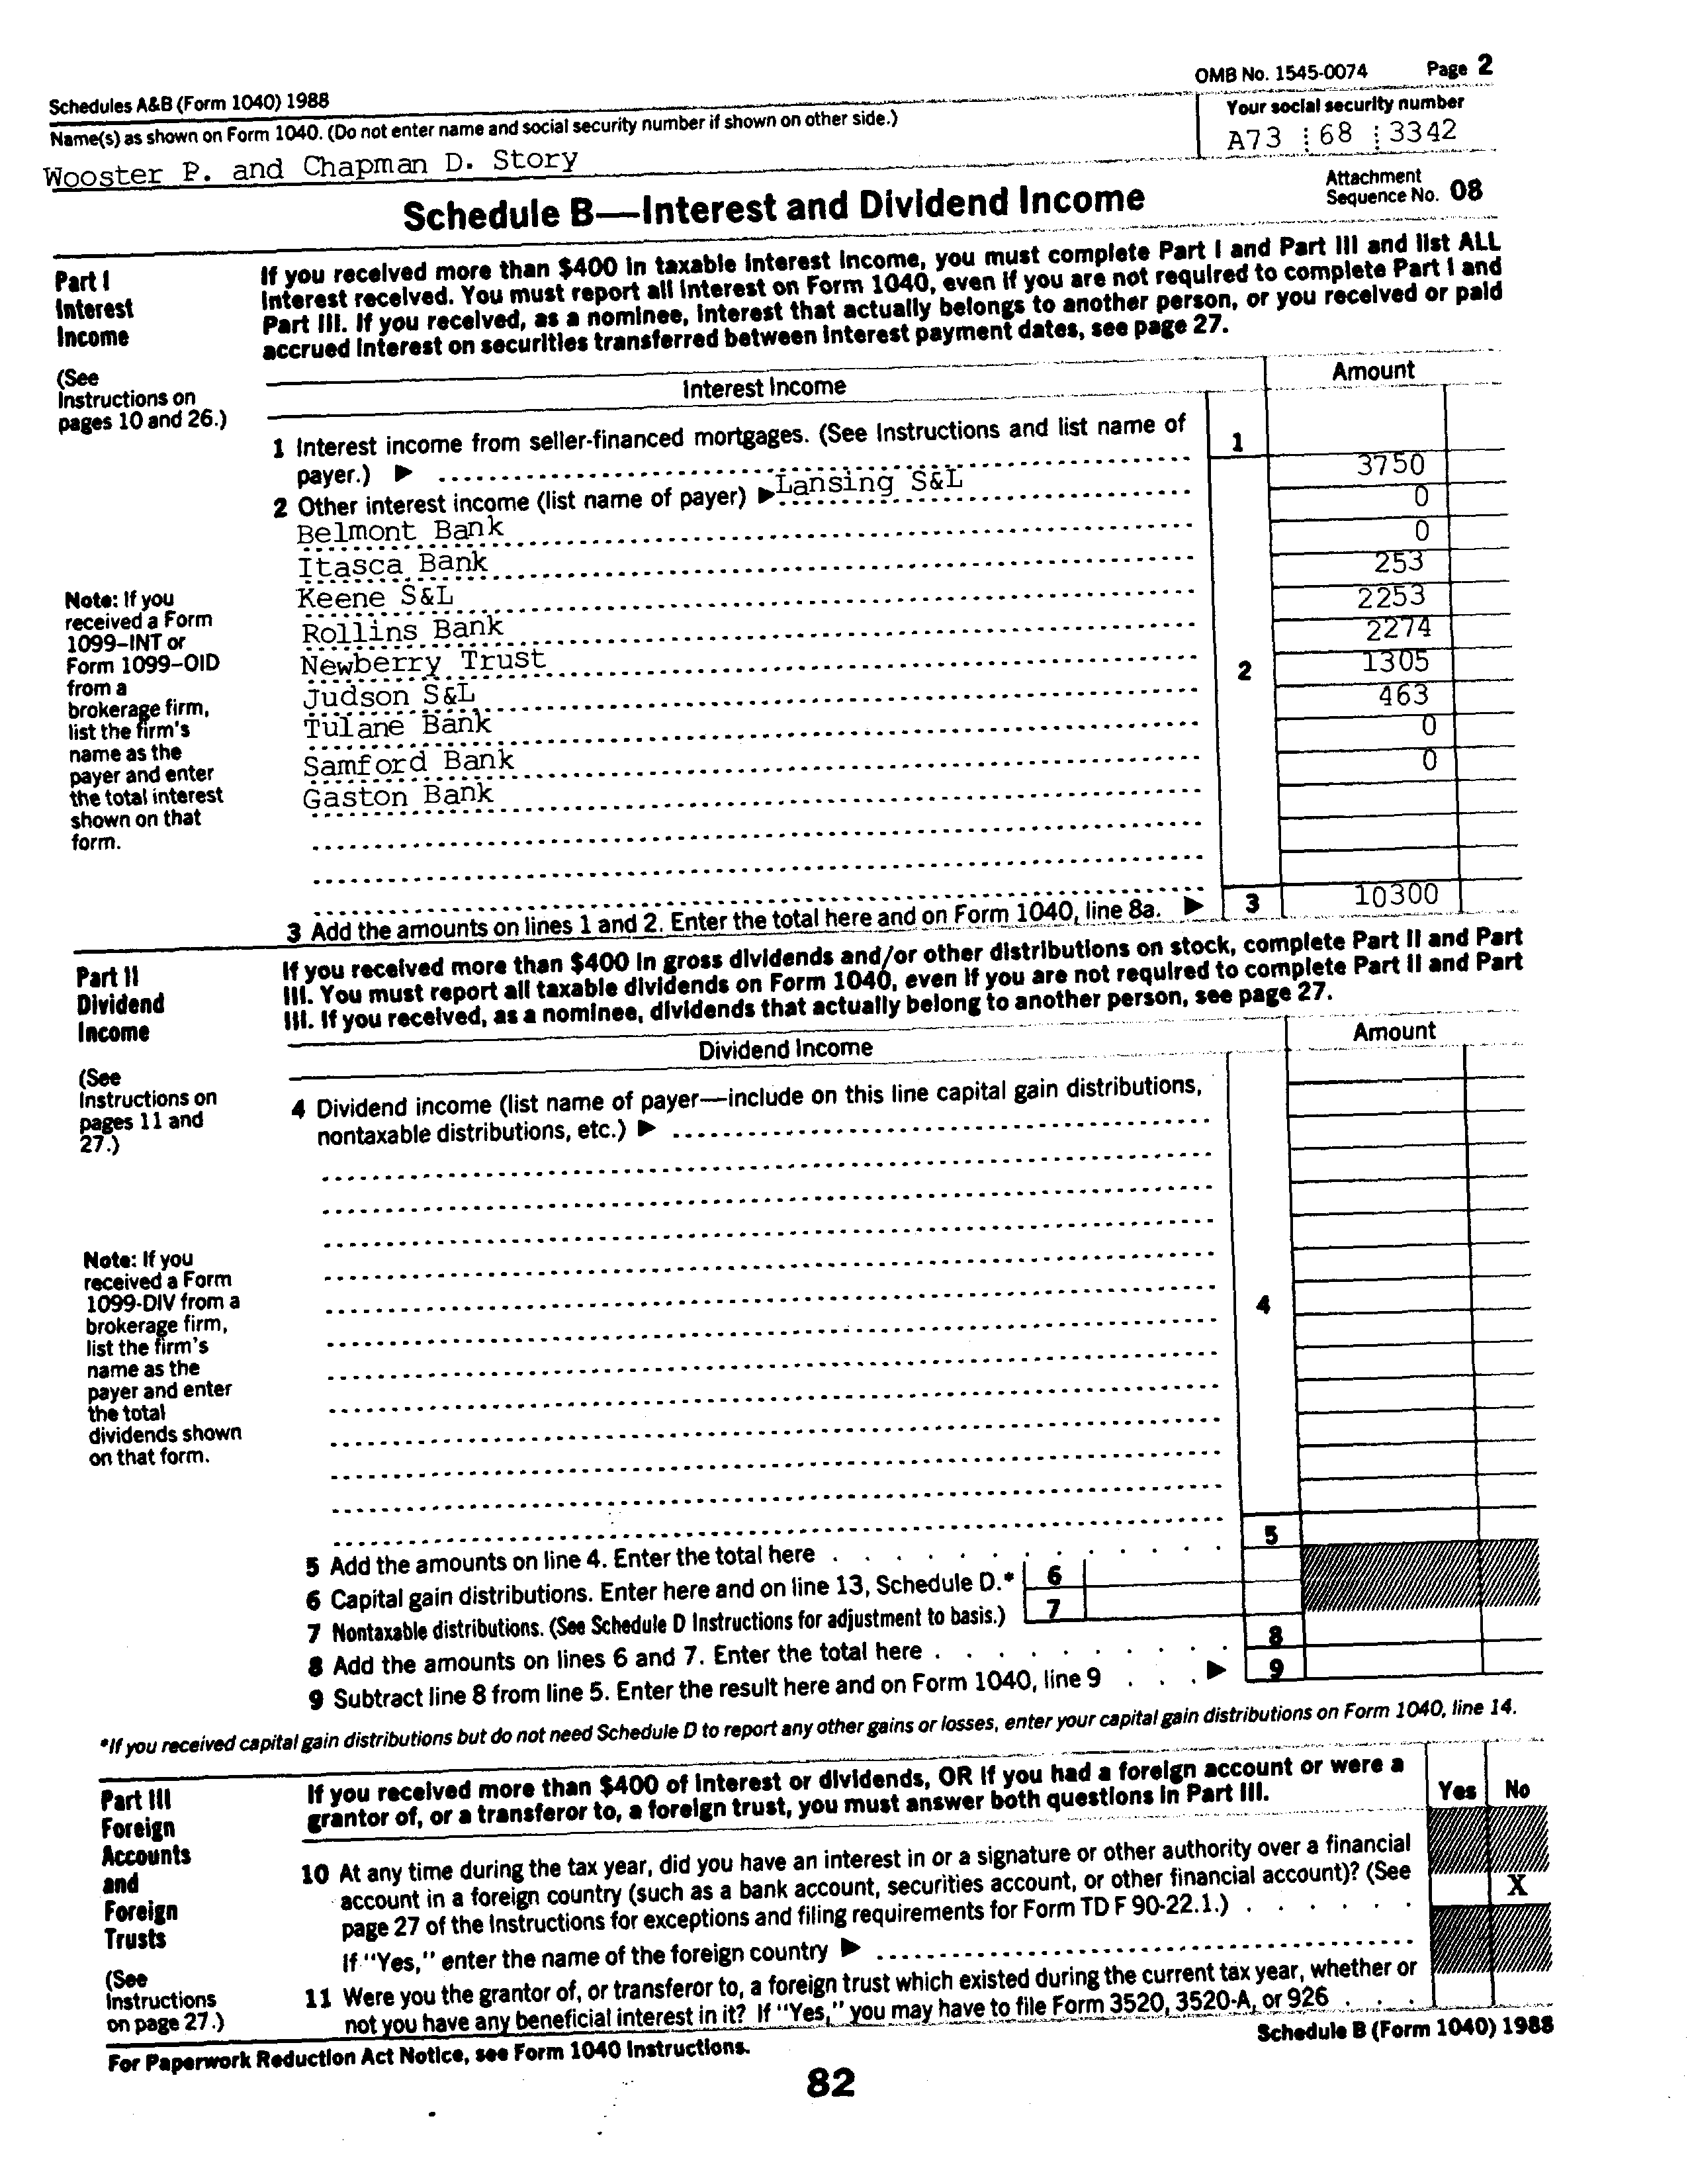 Schedules A&B (Form 1040) 1988
OMB No. 1545-0074
Page 2
Name(s) as shown on Form 1040. (Do not enter name and social security number if shown on other side.)
Your social security number
Wooster P. and Chapman D. Story
A73 68 3342
Schedule B—Interest and Dividend Income
Attachment
Sequence No. 08
Part I
Interest
Income
(See
Instructions on
pages 10 and 26.)
If you received more than $400 in taxable interest income, you must complete Part I and Part III and list ALL
interest received. You must report all interest on Form 1040, even if you are not required to complete Part I and
Part III. If you received, as a nominee, interest that actually belongs to another person, or you received or paid
accrued interest on securities transferred between interest payment dates, see page 27.
Interest Income
Amount
1 Interest income from seller-financed mortgages. (See Instructions and list name of
payer.) ▶
1
2 Other interest income (list name of payer) ▶ Lansing S&L 3750
Belmont Bank 0
Itasca Bank 0
Keene S&L 253
Rollins Bank 2253
Newberry Trust 2274
Judson S&L 1305
Tulane Bank 463
Samford Bank 0
Gaston Bank 0
2
Note: If you
received a Form
1099–INT or
Form 1099–OID
from a
brokerage firm,
list the firm's
name as the
payer and enter
the total interest
shown on that
form.
3 Add the amounts on lines 1 and 2. Enter the total here and on Form 1040, line 8a. ▶ 3 10300
Part II
Dividend
Income
(See
Instructions on
pages 11 and
27.)
If you received more than $400 in gross dividends and/or other distributions on stock, complete Part II and Part
III. You must report all taxable dividends on Form 1040, even if you are not required to complete Part II and Part
III. If you received, as a nominee, dividends that actually belong to another person, see page 27.
Dividend Income
Amount
4 Dividend income (list name of payer—include on this line capital gain distributions,
nontaxable distributions, etc.) ▶
4
Note: If you
received a Form
1099-DIV from a
brokerage firm,
list the firm's
name as the
payer and enter
the total
dividends shown
on that form.
5 Add the amounts on line 4. Enter the total here . . . . . . . . . . . 5
6 Capital gain distributions. Enter here and on line 13, Schedule D.* 6
7 Nontaxable distributions. (See Schedule D Instructions for adjustment to basis.) 7
8 Add the amounts on lines 6 and 7. Enter the total here . . . . . . . . 8
9 Subtract line 8 from line 5. Enter the result here and on Form 1040, line 9 . . . ▶ 9
*If you received capital gain distributions but do not need Schedule D to report any other gains or losses, enter your capital gain distributions on Form 1040, line 14.
Part III
Foreign
Accounts
and
Foreign
Trusts
(See
Instructions
on page 27.)
If you received more than $400 of interest or dividends, OR if you had a foreign account or were a
grantor of, or a transferor to, a foreign trust, you must answer both questions in Part III.
Yes No
10 At any time during the tax year, did you have an interest in or a signature or other authority over a financial
account in a foreign country (such as a bank account, securities account, or other financial account)? (See
page 27 of the Instructions for exceptions and filing requirements for Form TD F 90-22.1.) . . . . . . X
If "Yes," enter the name of the foreign country ▶
11 Were you the grantor of, or transferor to, a foreign trust which existed during the current tax year, whether or
not you have any beneficial interest in it? If "Yes," you may have to file Form 3520, 3520-A, or 926 . . .
For Paperwork Reduction Act Notice, see Form 1040 Instructions.
Schedule B (Form 1040) 1988
82